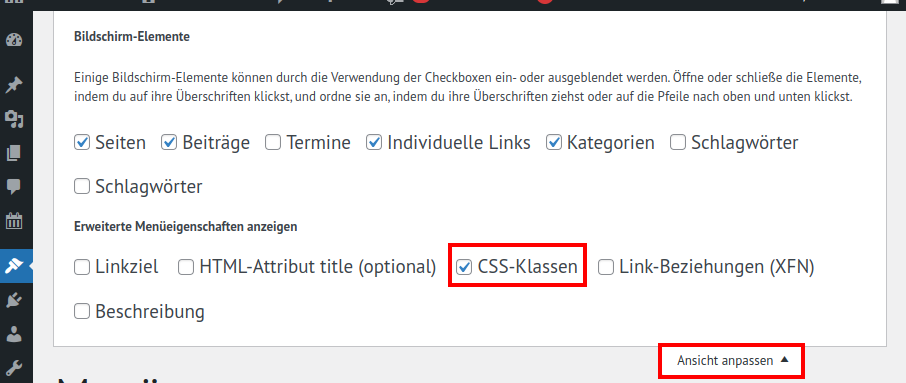 Bildschirm-Elemente
Einige Bildschirm-Elemente können durch die Verwendung der Checkboxen ein- oder ausgeblendet werden. Öffne oder schließe die Elemente,
indem du auf ihre Überschriften klickst, und ordne sie an, indem du ihre Überschriften ziehst oder auf die Pfeile nach oben und unten klickst.
Seiten Beiträge Termine Individuelle Links Kategorien Schlagwörter
Schlagwörter
Erweiterte Menüeigenschaften anzeigen
Linkziel HTML-Attribut title (optional) CSS-Klassen Link-Beziehungen (XFN)
Beschreibung
Ansicht anpassen